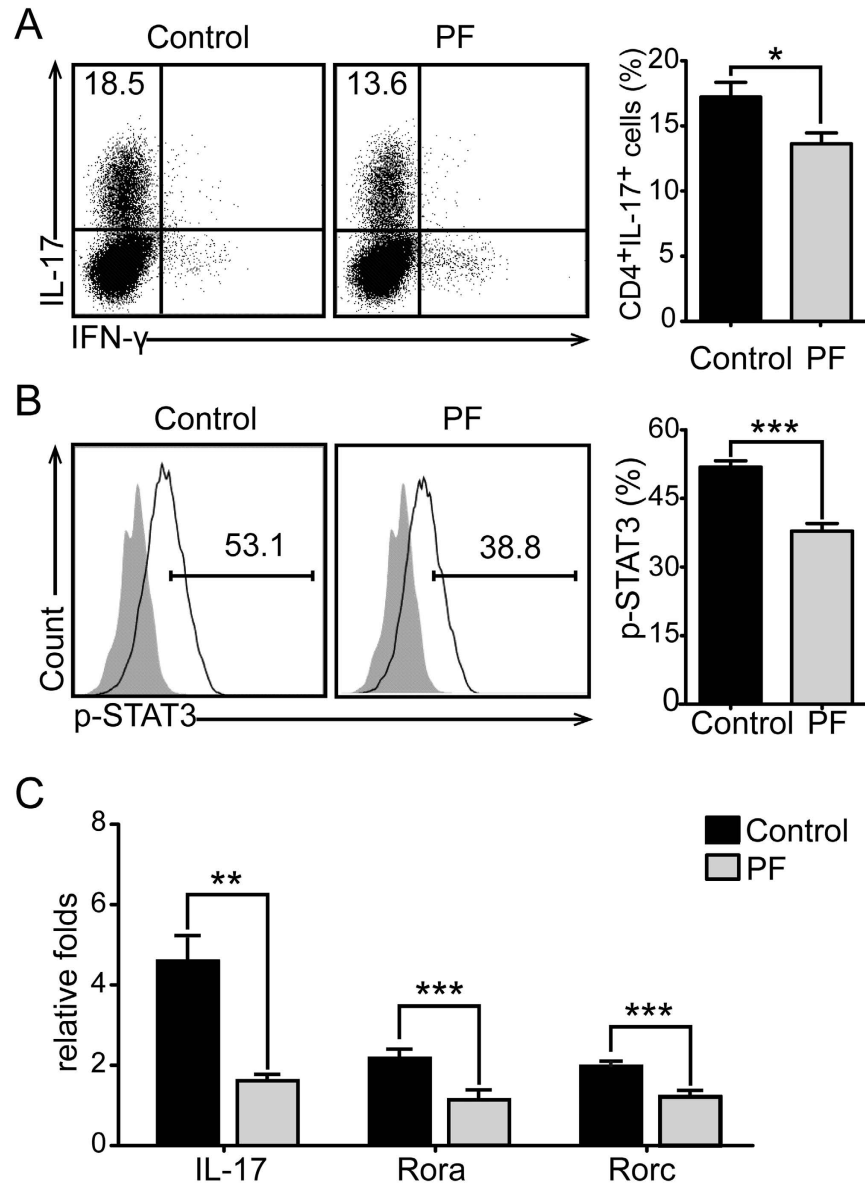 A
Control PF
18.5 13.6
IL-17
IFN-γ
CD4+IL-17+ cells (%)
20
15
10
5
0
*
Control PF
B
Control PF
53.1 38.8
Count
p-STAT3
p-STAT3 (%)
60
45
30
15
0
***
Control PF
C
relative folds
8
6
4
2
0
** *** ***
IL-17 Rora Rorc
Control
PF